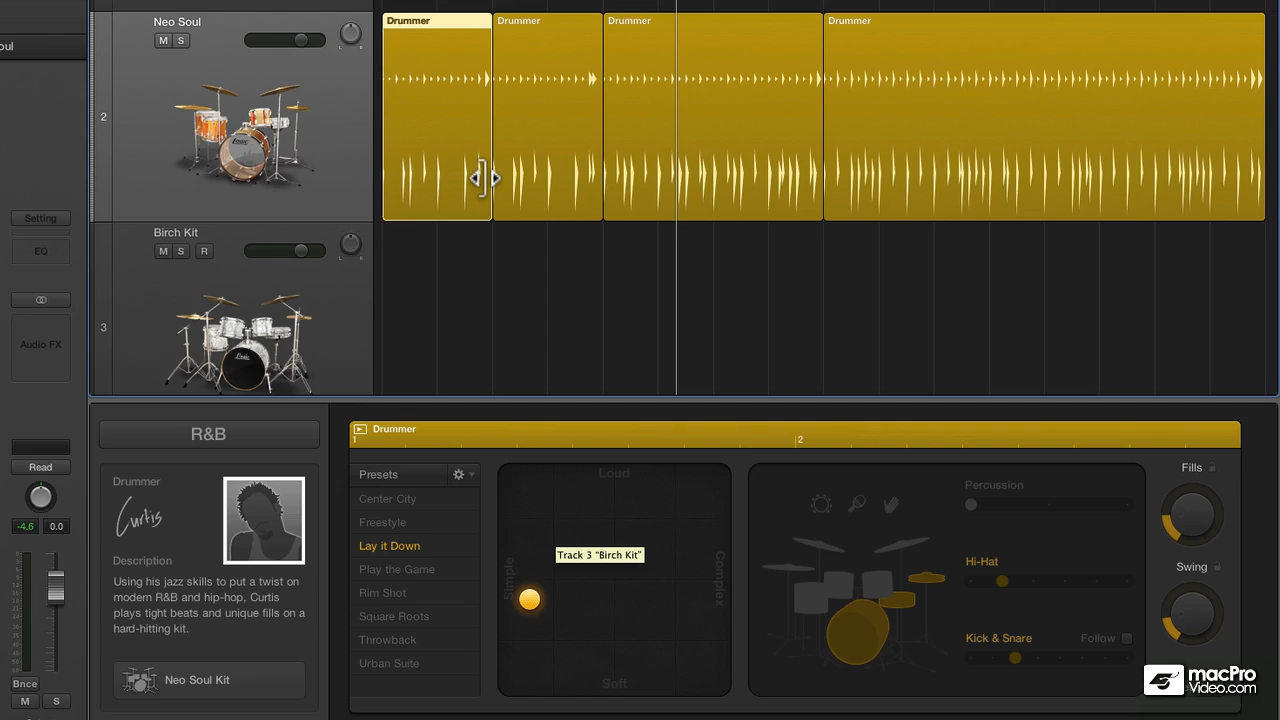 Neo Soul
M S
L R
2
oul
Drummer
Drummer
Drummer
Drummer
Birch Kit
M S R
L R
3
Setting
EQ
Audio FX
Read
-4.6 0.0
Bnce
M S
R&B
Drummer
Curtis
Description
Using his jazz skills to put a twist on
modern R&B and hip-hop, Curtis
plays tight beats and unique fills on a
hard-hitting kit.
Neo Soul Kit
Drummer
1 2
Presets
Center City
Freestyle
Lay it Down
Play the Game
Rim Shot
Square Roots
Throwback
Urban Suite
Loud
Simple
Complex
Soft
Track 3 “Birch Kit”
Percussion
Hi-Hat
Kick & Snare Follow
Fills
Swing
macPro
Video.com